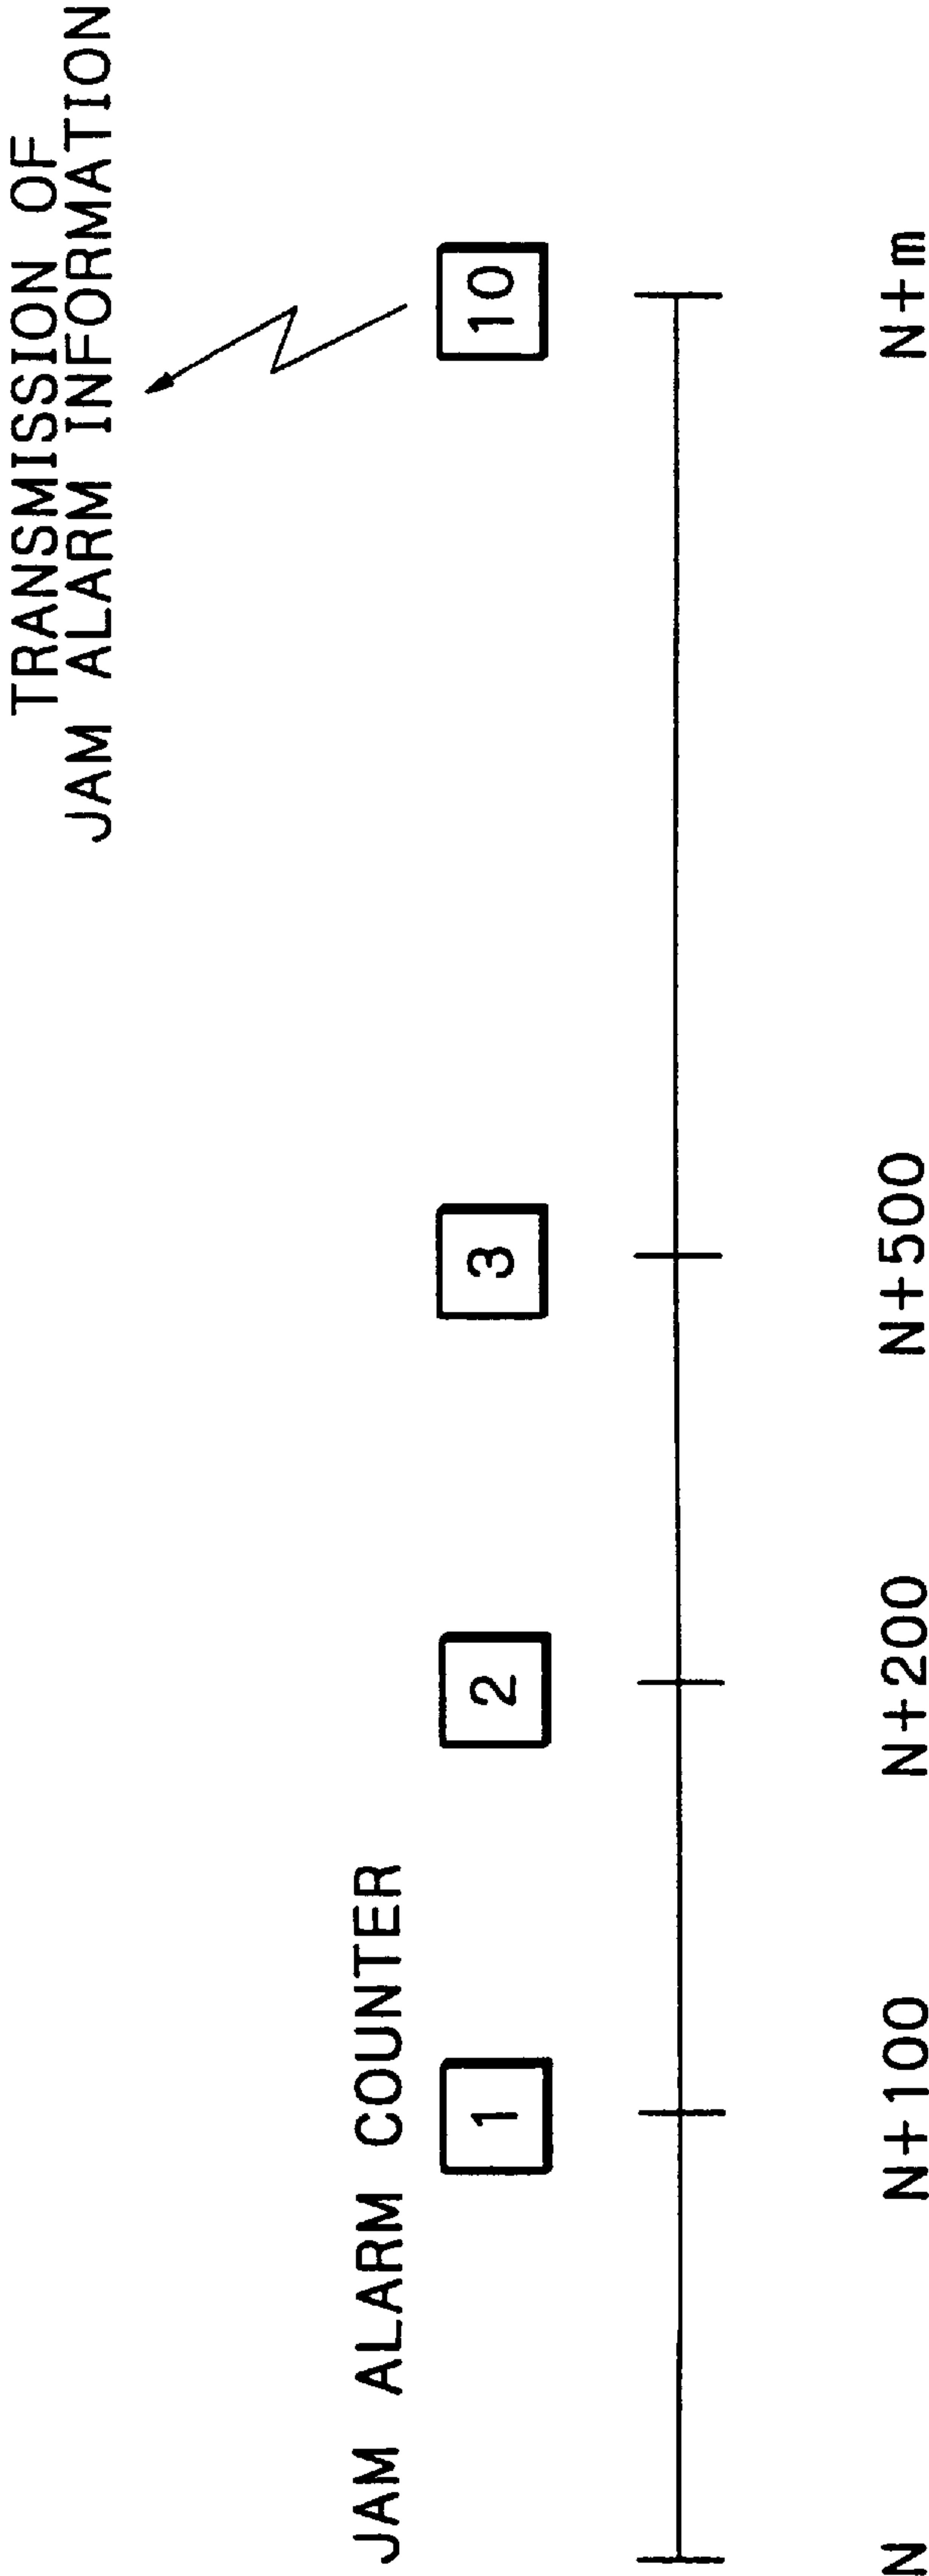 TRANSMISSION OF
JAM ALARM INFORMATION
JAM ALARM COUNTER
1
2
3
10
N
N+100
N+200
N+500
N+m